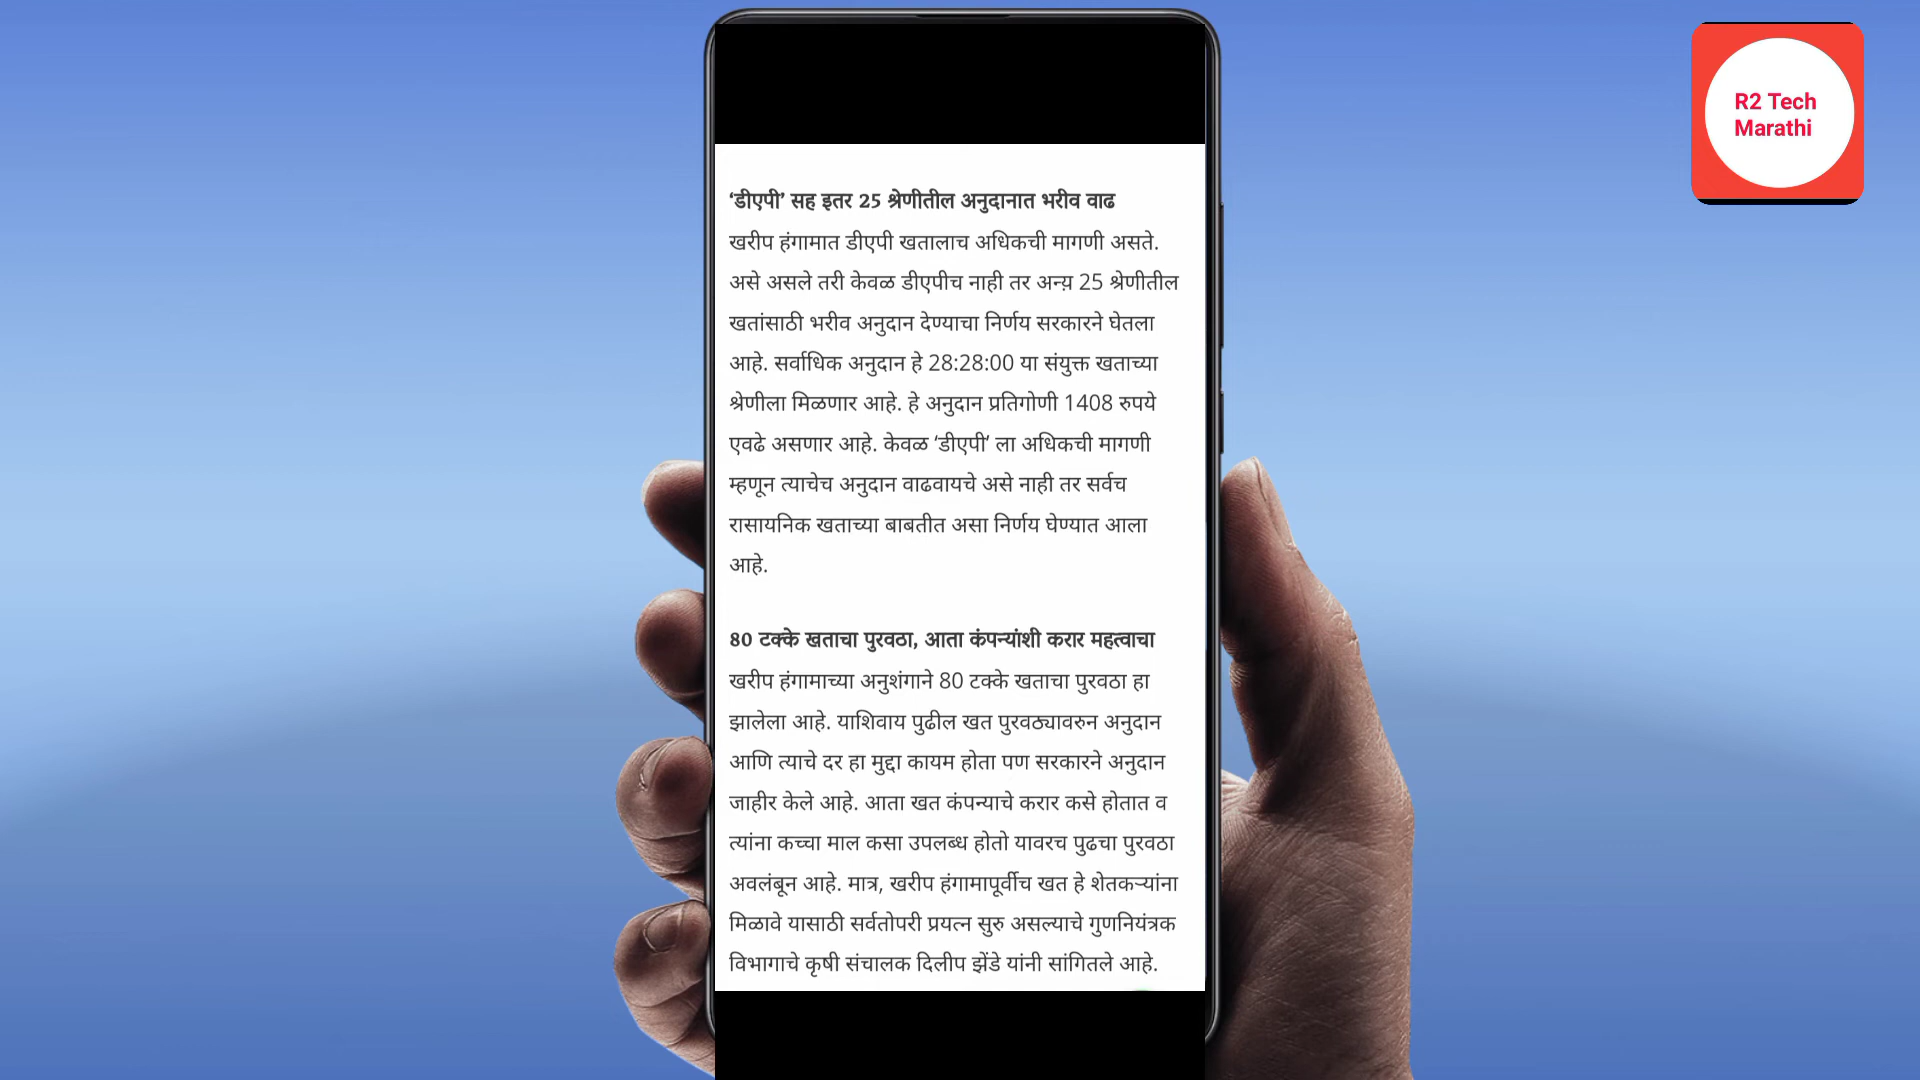 R2 Tech
Marathi
‘डीएपी’ सह इतर 25 श्रेणीतील अनुदानात भरीव वाढ
खरीप हंगामात डीएपी खतालाच अधिकची मागणी असते.
असे असले तरी केवळ डीएपीच नाही तर अन्य़ 25 श्रेणीतील
खतांसाठी भरीव अनुदान देण्याचा निर्णय सरकारने घेतला
आहे. सर्वाधिक अनुदान हे 28:28:00 या संयुक्त खताच्या
श्रेणीला मिळणार आहे. हे अनुदान प्रतिगोणी 1408 रुपये
एवढे असणार आहे. केवळ ‘डीएपी’ ला अधिकची मागणी
म्हणून त्याचेच अनुदान वाढवायचे असे नाही तर सर्वच
रासायनिक खताच्या बाबतीत असा निर्णय घेण्यात आला
आहे.
80 टक्के खताचा पुरवठा, आता कंपन्यांशी करार महत्वाचा
खरीप हंगामाच्या अनुशंगाने 80 टक्के खताचा पुरवठा हा
झालेला आहे. याशिवाय पुढील खत पुरवठ्यावरुन अनुदान
आणि त्याचे दर हा मुद्दा कायम होता पण सरकारने अनुदान
जाहीर केले आहे. आता खत कंपन्याचे करार कसे होतात व
त्यांना कच्चा माल कसा उपलब्ध होतो यावरच पुढचा पुरवठा
अवलंबून आहे. मात्र, खरीप हंगामापूर्वीच खत हे शेतकऱ्यांना
मिळावे यासाठी सर्वतोपरी प्रयत्न सुरु असल्याचे गुणनियंत्रक
विभागाचे कृषी संचालक दिलीप झेंडे यांनी सांगितले आहे.